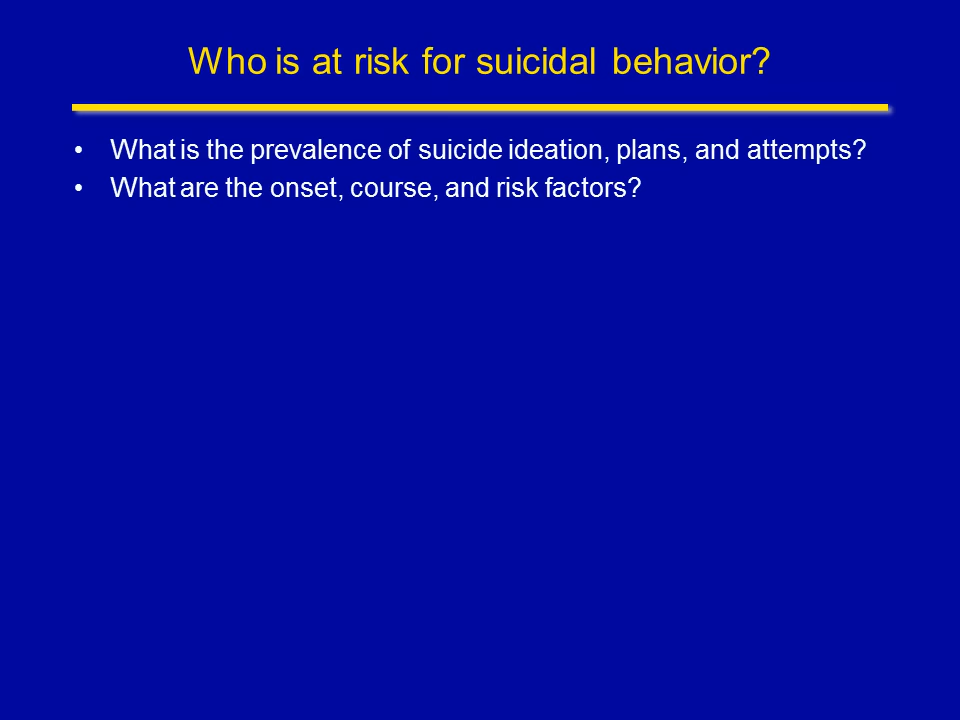 Who is at risk for suicidal behavior?
• What is the prevalence of suicide ideation, plans, and attempts?
• What are the onset, course, and risk factors?